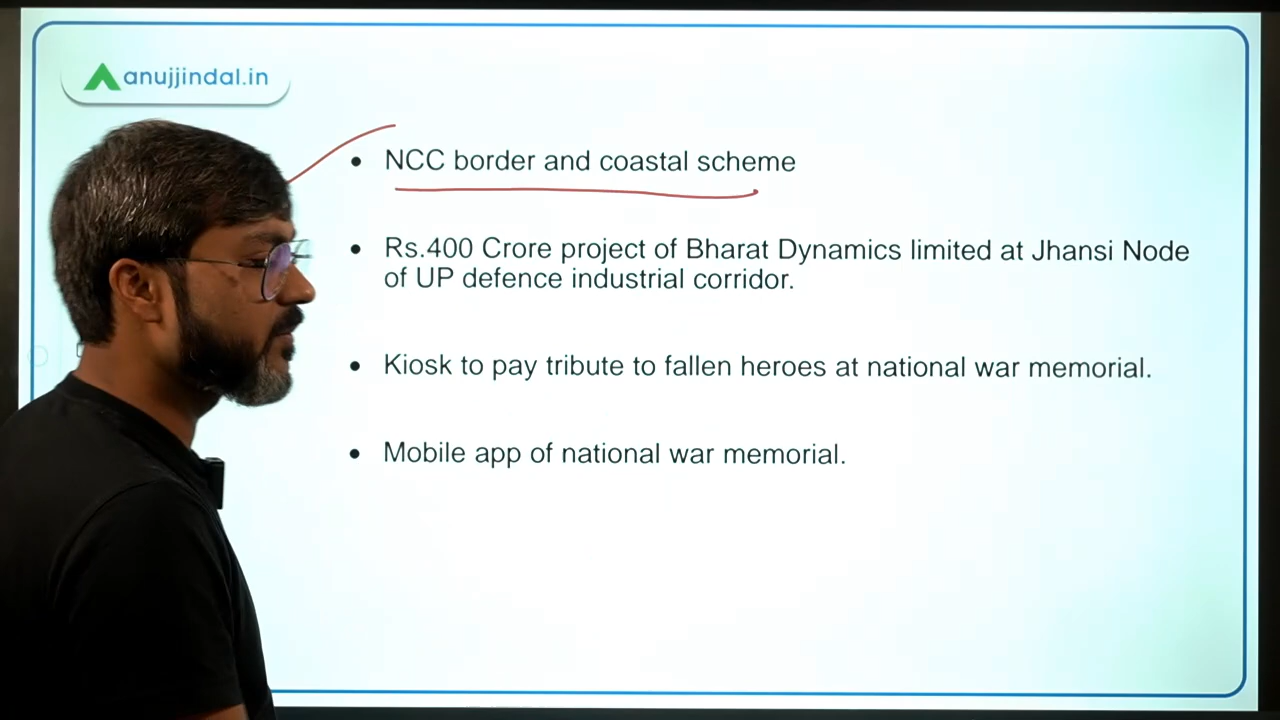 anujjindal.in
• NCC border and coastal scheme
• Rs.400 Crore project of Bharat Dynamics limited at Jhansi Node
of UP defence industrial corridor.
• Kiosk to pay tribute to fallen heroes at national war memorial.
• Mobile app of national war memorial.